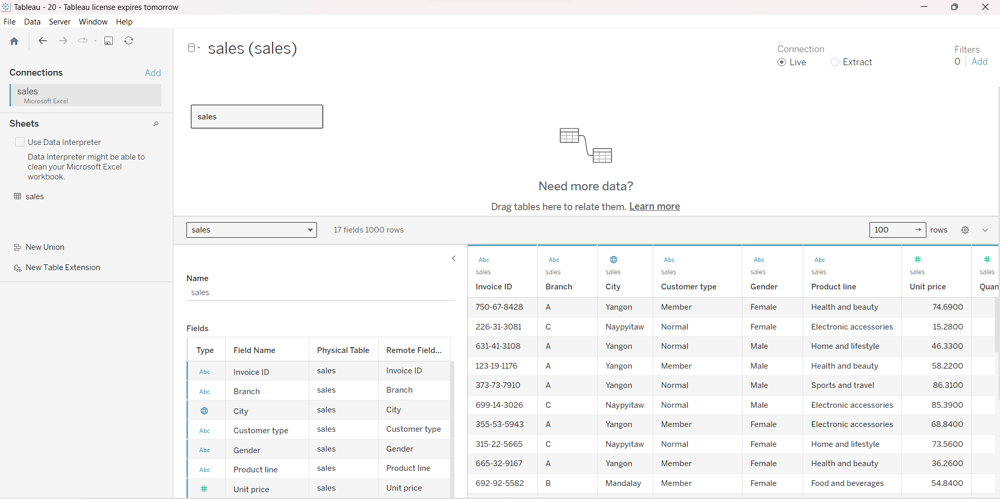 Tableau - 20 - Tableau license expires tomorrow
File Data Server Window Help
Connections Add
sales
Microsoft Excel
Sheets
Use Data Interpreter
Data Interpreter might be able to
clean your Microsoft Excel
workbook.
sales
New Union
New Table Extension
sales (sales)
Connection
Live Extract
Filters
0 Add
sales
Need more data?
Drag tables here to relate them. Learn more
sales 17 fields 1000 rows 100 → rows
Name
sales
Fields
Type Field Name Physical Table Remote Field...
Abc Invoice ID sales Invoice ID
Abc Branch sales Branch
City sales City
Abc Customer type sales Customer type
Abc Gender sales Gender
Abc Product line sales Product line
# Unit price sales Unit price
Abc Abc Abc Abc Abc # #
sales sales sales sales sales sales sales sales
Invoice ID Branch City Customer type Gender Product line Unit price Quan
750-67-8428 A Yangon Member Female Health and beauty 74.6900
226-31-3081 C Naypyitaw Normal Female Electronic accessories 15.2800
631-41-3108 A Yangon Normal Male Home and lifestyle 46.3300
123-19-1176 A Yangon Member Male Health and beauty 58.2200
373-73-7910 A Yangon Normal Male Sports and travel 86.3100
699-14-3026 C Naypyitaw Normal Male Electronic accessories 85.3900
355-53-5943 A Yangon Member Female Electronic accessories 68.8400
315-22-5665 C Naypyitaw Normal Female Home and lifestyle 73.5600
665-32-9167 A Yangon Member Female Health and beauty 36.2600
692-92-5582 B Mandalay Member Female Food and beverages 54.8400